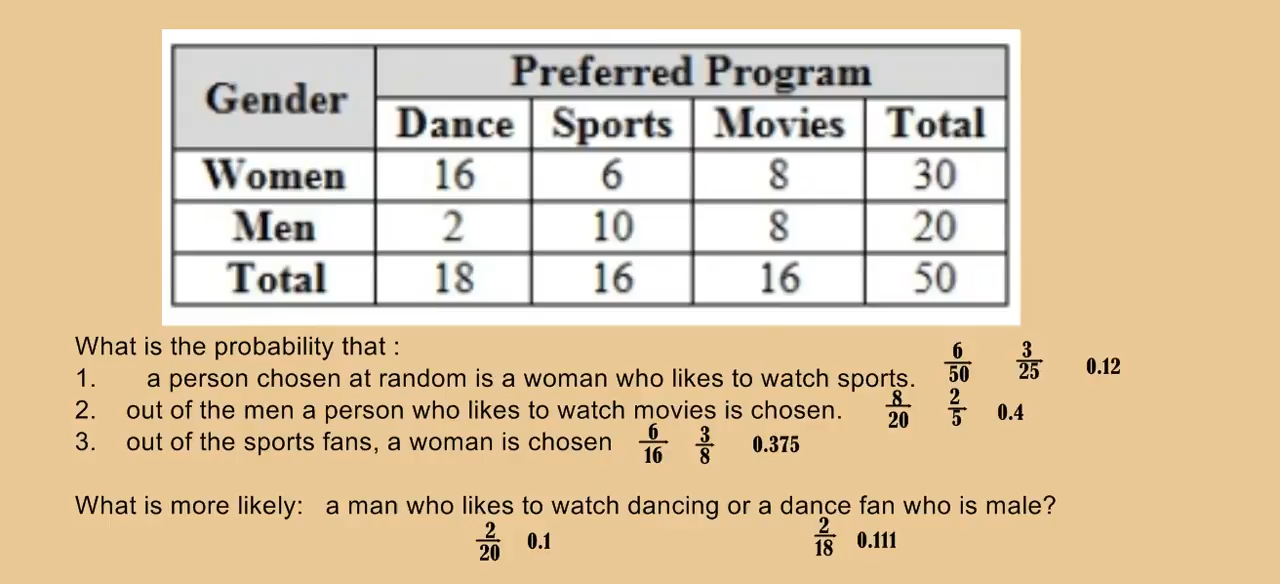 Gender Preferred Program
Dance Sports Movies Total
Women 16 6 8 30
Men 2 10 8 20
Total 18 16 16 50
What is the probability that :
1. a person chosen at random is a woman who likes to watch sports. 6/50 3/25 0.12
2. out of the men a person who likes to watch movies is chosen. 8/20 2/5 0.4
3. out of the sports fans, a woman is chosen 6/16 3/8 0.375
What is more likely: a man who likes to watch dancing or a dance fan who is male?
2/20 0.1 2/18 0.111